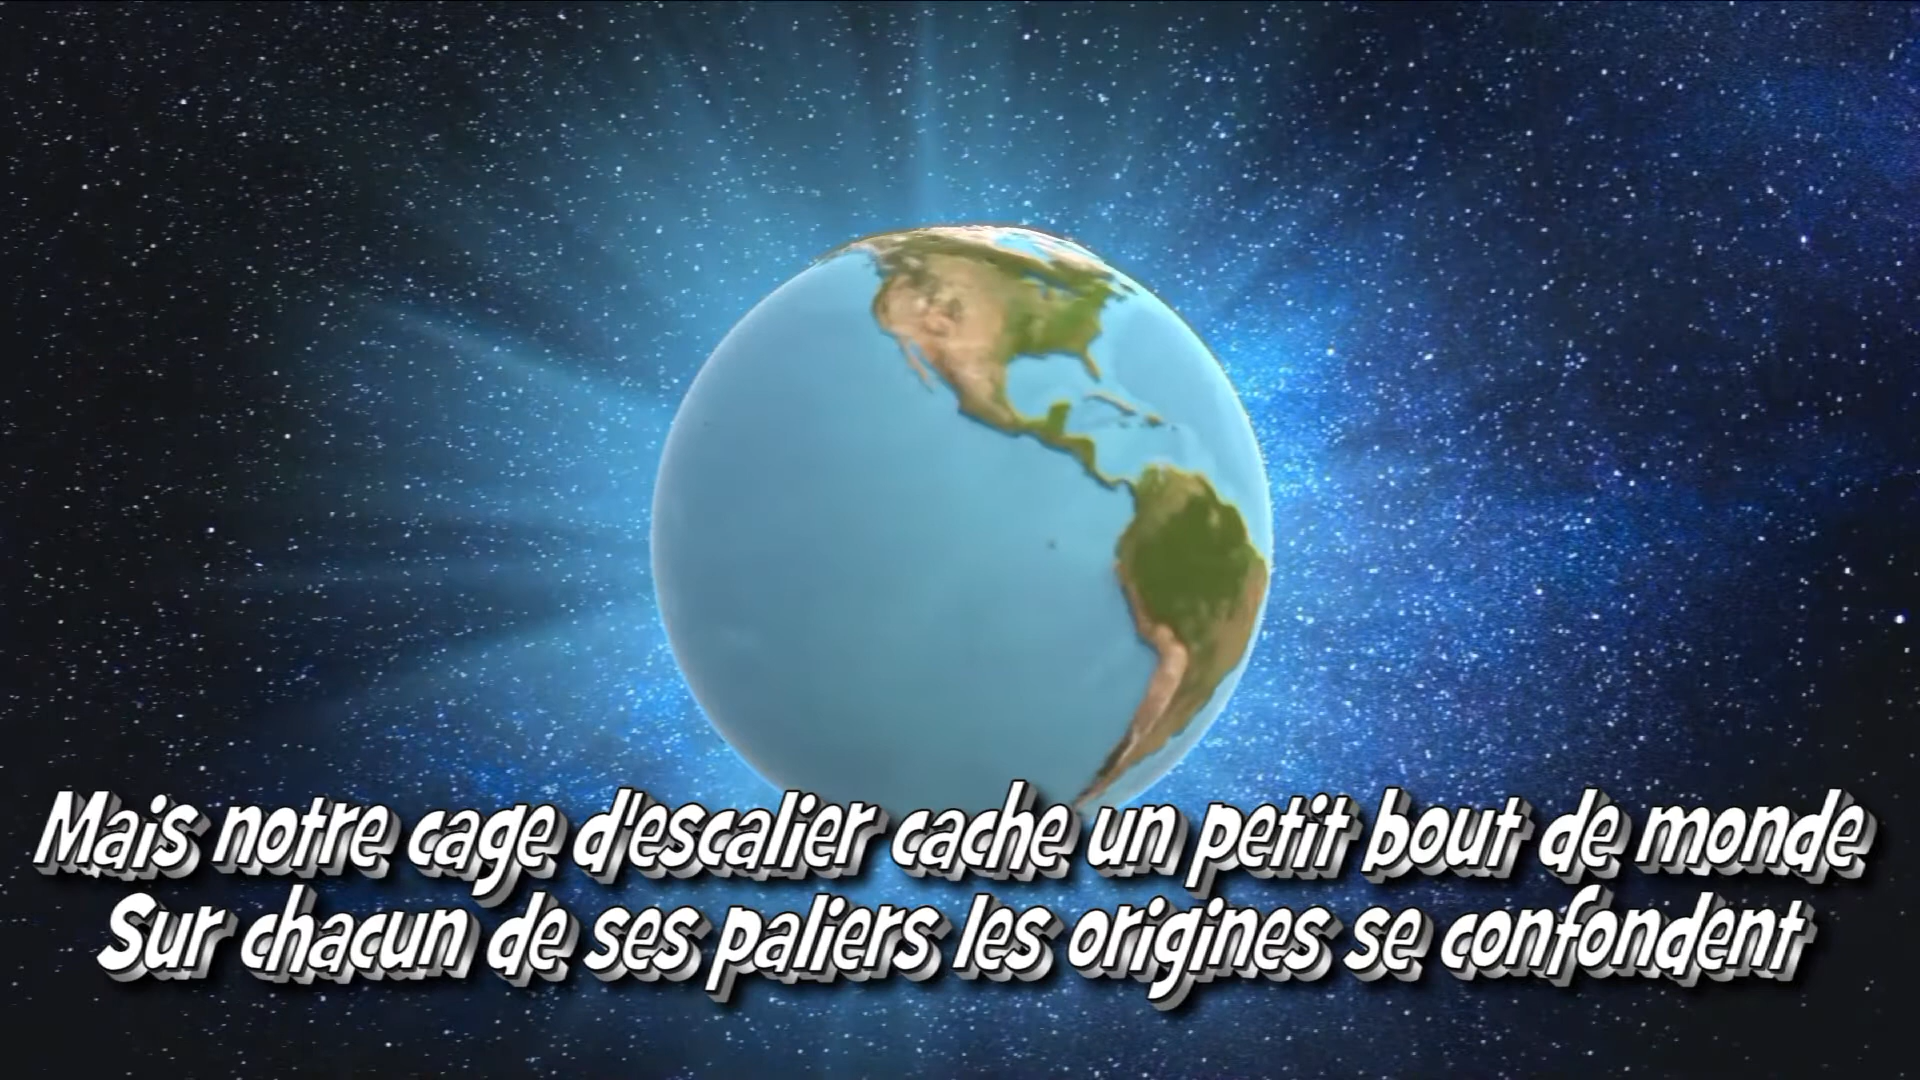 Mais notre cage d'escalier cache un petit bout de monde
Sur chacun de ses paliers les origines se confondent